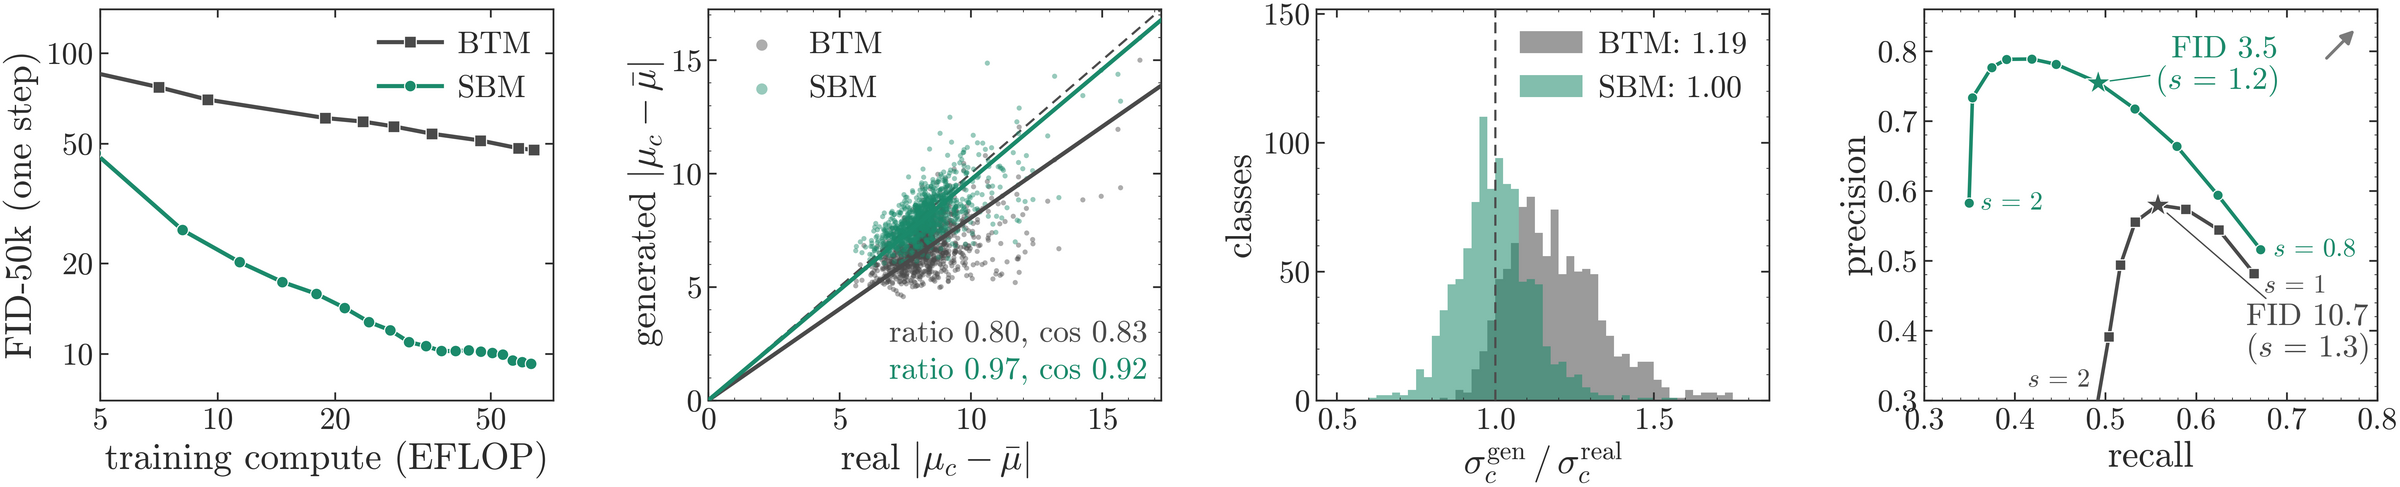 FID-50k (one step)
100
50
20
10
BTM
SBM
5
10
20
50
training compute (EFLOP)
generated |μ_c − μ̄|
15
10
5
0
BTM
SBM
ratio 0.80, cos 0.83
ratio 0.97, cos 0.92
0
5
10
15
real |μ_c − μ̄|
classes
150
100
50
0
BTM: 1.19
SBM: 1.00
0.5
1.0
1.5
σ_c^gen / σ_c^real
precision
0.8
0.7
0.6
0.5
0.4
0.3
FID 3.5
(s = 1.2)
s = 2
s = 0.8
s = 1
FID 10.7
(s = 1.3)
s = 2
0.3
0.4
0.5
0.6
0.7
0.8
recall